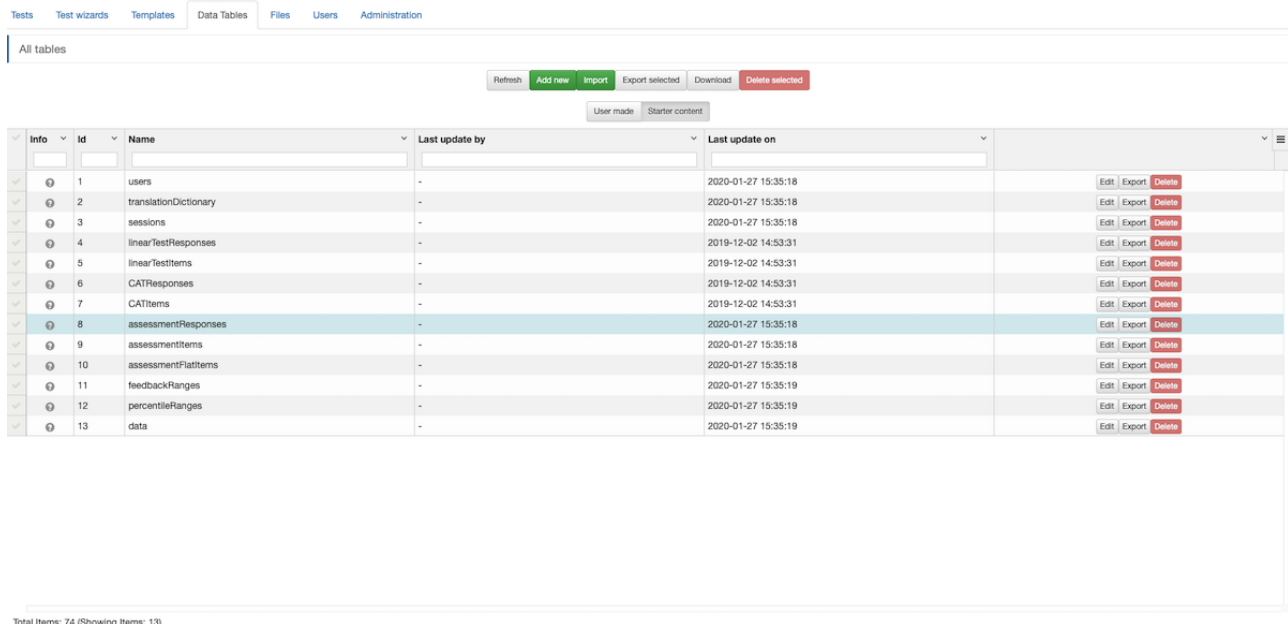 Tests Test wizards Templates Data Tables Files Users Administration
All tables
Refresh Add new Import Export selected Download Delete selected
User made Starter content
Info Id Name Last update by Last update on
1 users - 2020-01-27 15:35:18 Edit Export Delete
2 translationDictionary - 2020-01-27 15:35:18 Edit Export Delete
3 sessions - 2020-01-27 15:35:18 Edit Export Delete
4 linearTestResponses - 2019-12-02 14:53:31 Edit Export Delete
5 linearTestItems - 2019-12-02 14:53:31 Edit Export Delete
6 CATResponses - 2019-12-02 14:53:31 Edit Export Delete
7 CATItems - 2019-12-02 14:53:31 Edit Export Delete
8 assessmentResponses - 2020-01-27 15:35:18 Edit Export Delete
9 assessmentItems - 2020-01-27 15:35:18 Edit Export Delete
10 assessmentFlatItems - 2020-01-27 15:35:18 Edit Export Delete
11 feedbackRanges - 2020-01-27 15:35:19 Edit Export Delete
12 percentileRanges - 2020-01-27 15:35:19 Edit Export Delete
13 data - 2020-01-27 15:35:19 Edit Export Delete
Total Items: 74 (Showing Items: 13)